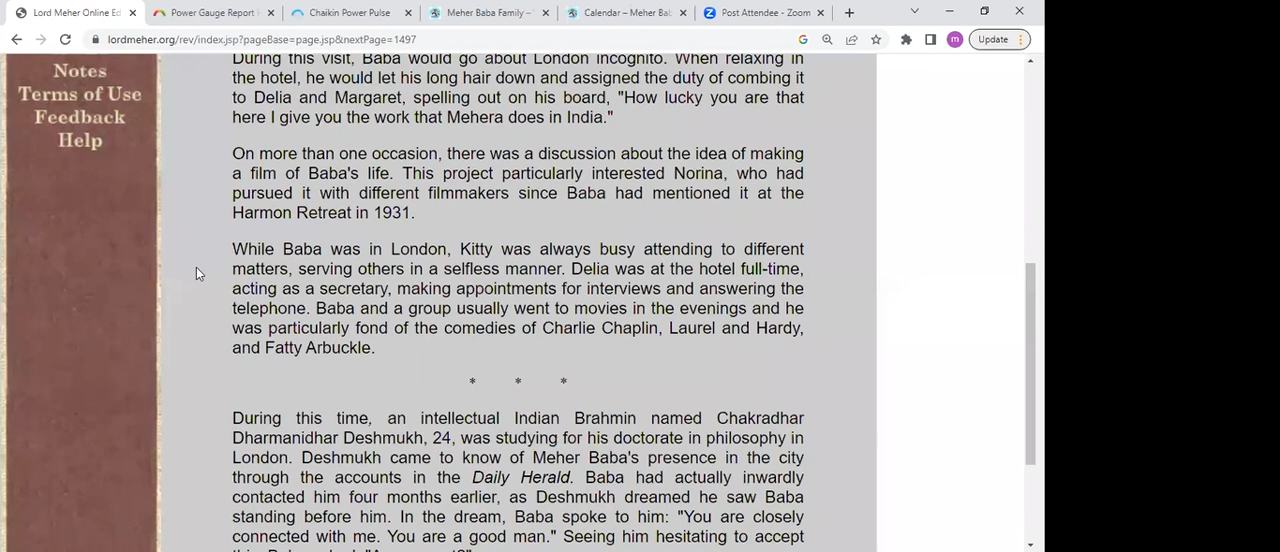 Lord Meher Online Ed
Power Gauge Report
Chaikin Power Pulse
Meher Baba Family –
Calendar – Meher Bab
Post Attendee - Zoom
lordmeher.org/rev/index.jsp?pageBase=page.jsp&nextPage=1497
m
Update
Notes
Terms of Use
Feedback
Help
During this visit, Baba would go about London incognito. When relaxing in
the hotel, he would let his long hair down and assigned the duty of combing it
to Delia and Margaret, spelling out on his board, "How lucky you are that
here I give you the work that Mehera does in India."
On more than one occasion, there was a discussion about the idea of making
a film of Baba's life. This project particularly interested Norina, who had
pursued it with different filmmakers since Baba had mentioned it at the
Harmon Retreat in 1931.
While Baba was in London, Kitty was always busy attending to different
matters, serving others in a selfless manner. Delia was at the hotel full-time,
acting as a secretary, making appointments for interviews and answering the
telephone. Baba and a group usually went to movies in the evenings and he
was particularly fond of the comedies of Charlie Chaplin, Laurel and Hardy,
and Fatty Arbuckle.
* * *
During this time, an intellectual Indian Brahmin named Chakradhar
Dharmanidhar Deshmukh, 24, was studying for his doctorate in philosophy in
London. Deshmukh came to know of Meher Baba's presence in the city
through the accounts in the Daily Herald. Baba had actually inwardly
contacted him four months earlier, as Deshmukh dreamed he saw Baba
standing before him. In the dream, Baba spoke to him: "You are closely
connected with me. You are a good man." Seeing him hesitating to accept